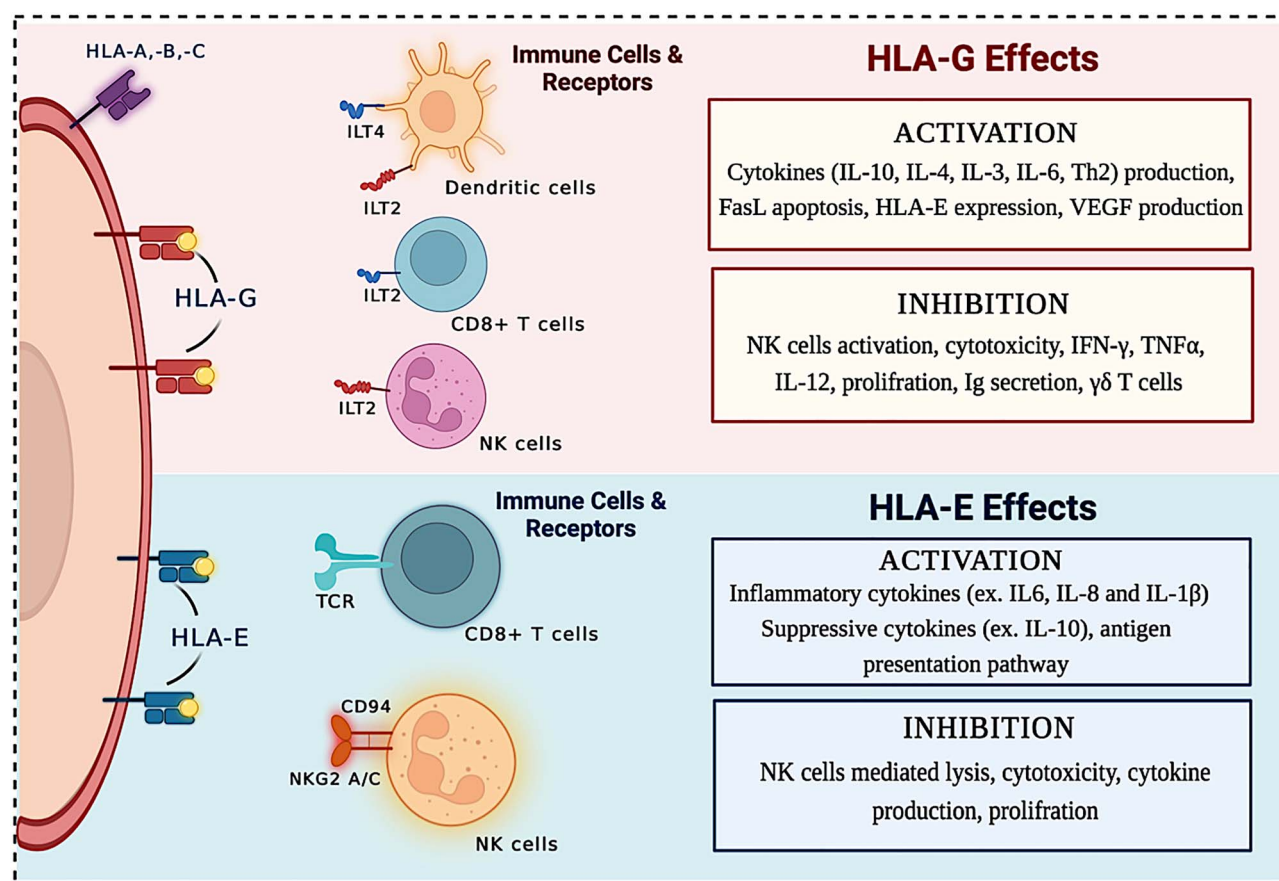 HLA-A,-B,-C
HLA-G
HLA-E
Immune Cells &
Receptors
ILT4
ILT2
Dendritic cells
ILT2
CD8+ T cells
ILT2
NK cells
HLA-G Effects
ACTIVATION
Cytokines (IL-10, IL-4, IL-3, IL-6, Th2) production,
FasL apoptosis, HLA-E expression, VEGF production
INHIBITION
NK cells activation, cytotoxicity, IFN-γ, TNFα,
IL-12, prolifration, Ig secretion, γδ T cells
Immune Cells &
Receptors
TCR
CD8+ T cells
CD94
NKG2 A/C
NK cells
HLA-E Effects
ACTIVATION
Inflammatory cytokines (ex. IL6, IL-8 and IL-1β)
Suppressive cytokines (ex. IL-10), antigen
presentation pathway
INHIBITION
NK cells mediated lysis, cytotoxicity, cytokine
production, prolifration